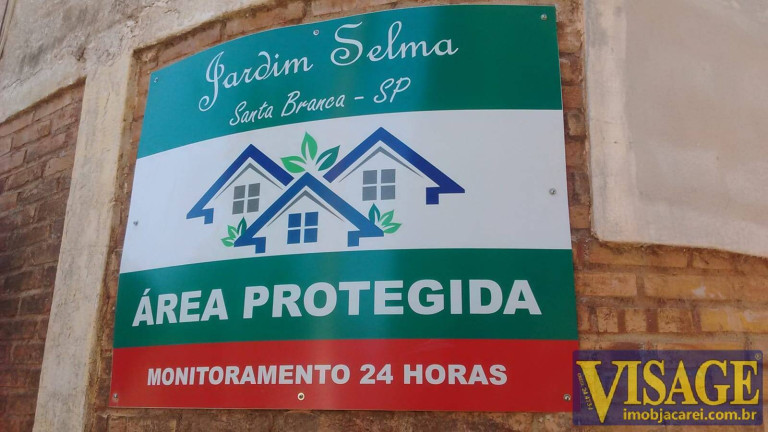 Jardim Selma
Santa Branca - SP
ÁREA PROTEGIDA
MONITORAMENTO 24 HORAS
VISAGE
imobjacarei.com.br